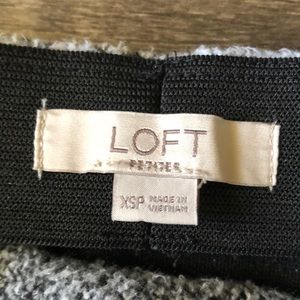 LOFT
PETITES
XSP
MADE IN
VIETNAM